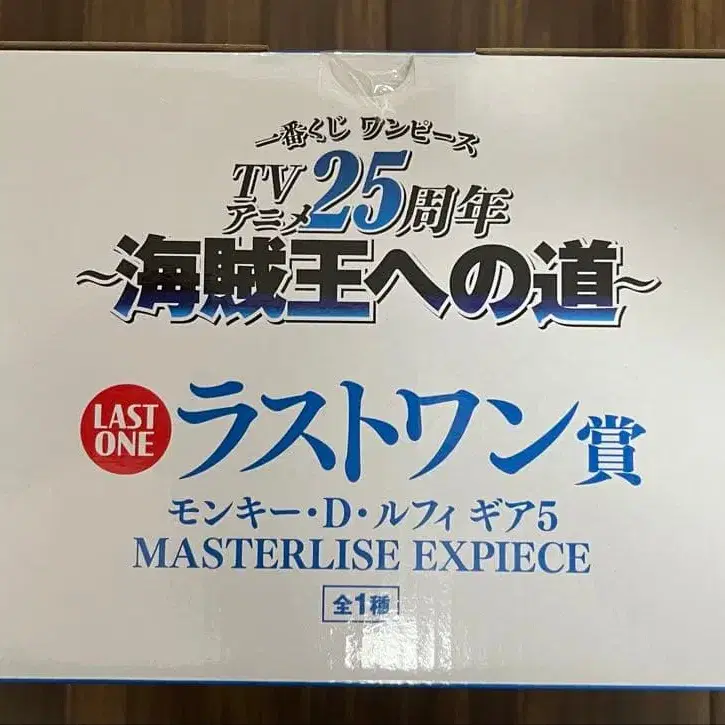 一番くじ ワンピース
TV
アニメ25周年
～海賊王への道～
LAST
ONE
ラストワン賞
モンキー・D・ルフィ ギア5
MASTERLISE EXPIECE
全1種